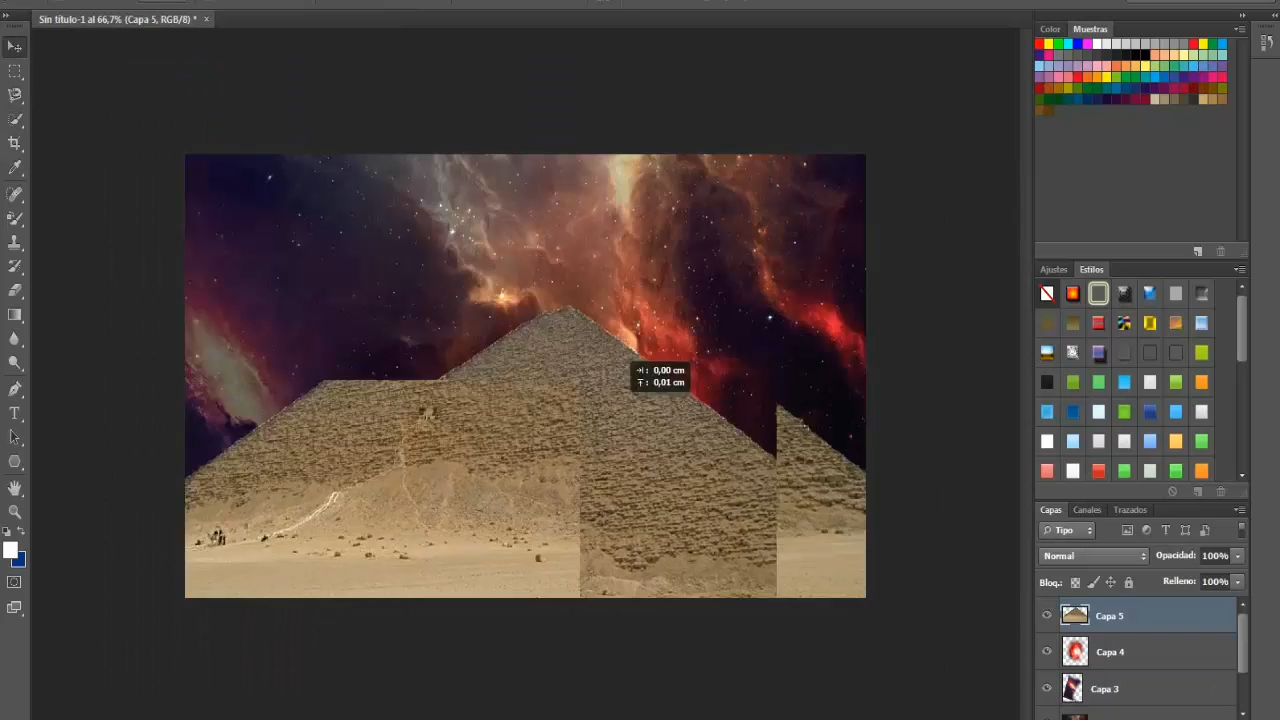 Sin título-1 al 66,7% (Capa 5, RGB/8) * ×
Color Muestras
Ajustes Estilos
: 0,00 cm
: 0,01 cm
Capas Canales Trazados
Tipo
Normal Opacidad: 100%
Bloq.: Relleno: 100%
Capa 5
Capa 4
Capa 3